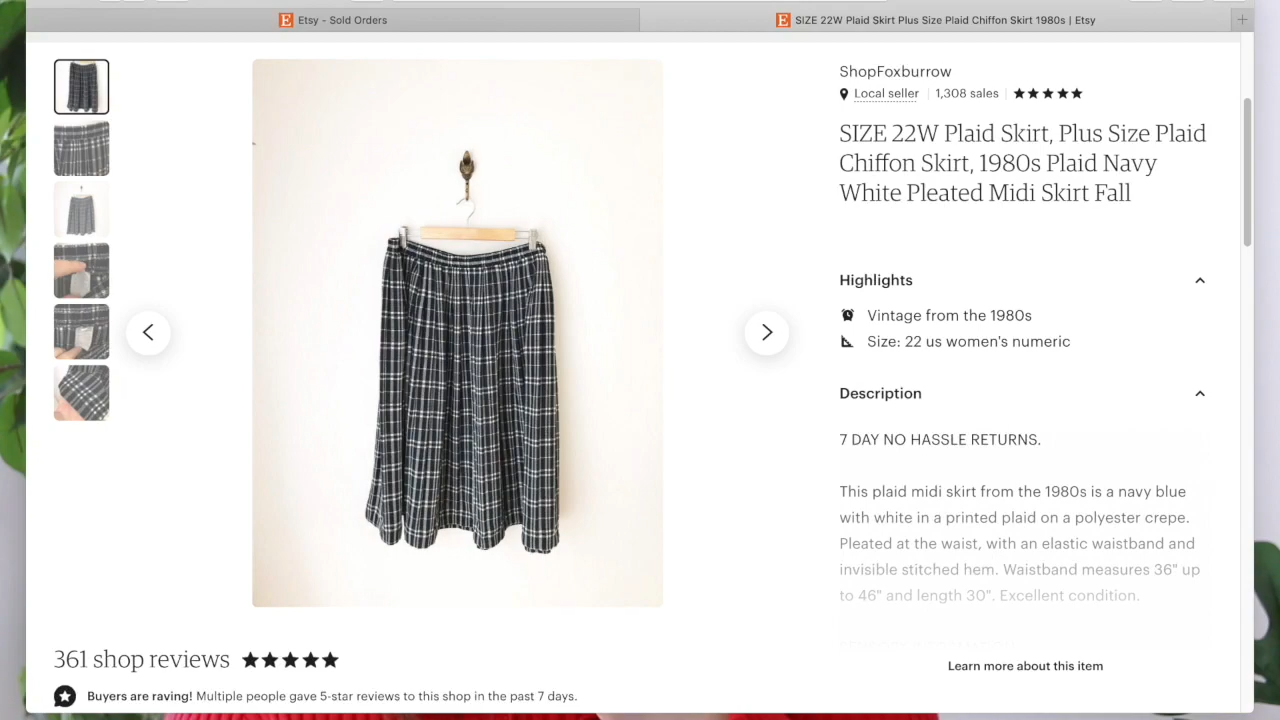 Etsy - Sold Orders
SIZE 22W Plaid Skirt Plus Size Plaid Chiffon Skirt 1980s | Etsy
ShopFoxburrow
Local seller | 1,308 sales
SIZE 22W Plaid Skirt, Plus Size Plaid
Chiffon Skirt, 1980s Plaid Navy
White Pleated Midi Skirt Fall
Highlights
Vintage from the 1980s
Size: 22 us women's numeric
Description
7 DAY NO HASSLE RETURNS.
This plaid midi skirt from the 1980s is a navy blue
with white in a printed plaid on a polyester crepe.
Pleated at the waist, with an elastic waistband and
invisible stitched hem. Waistband measures 36" up
to 46" and length 30". Excellent condition.
Learn more about this item
361 shop reviews
Buyers are raving! Multiple people gave 5-star reviews to this shop in the past 7 days.